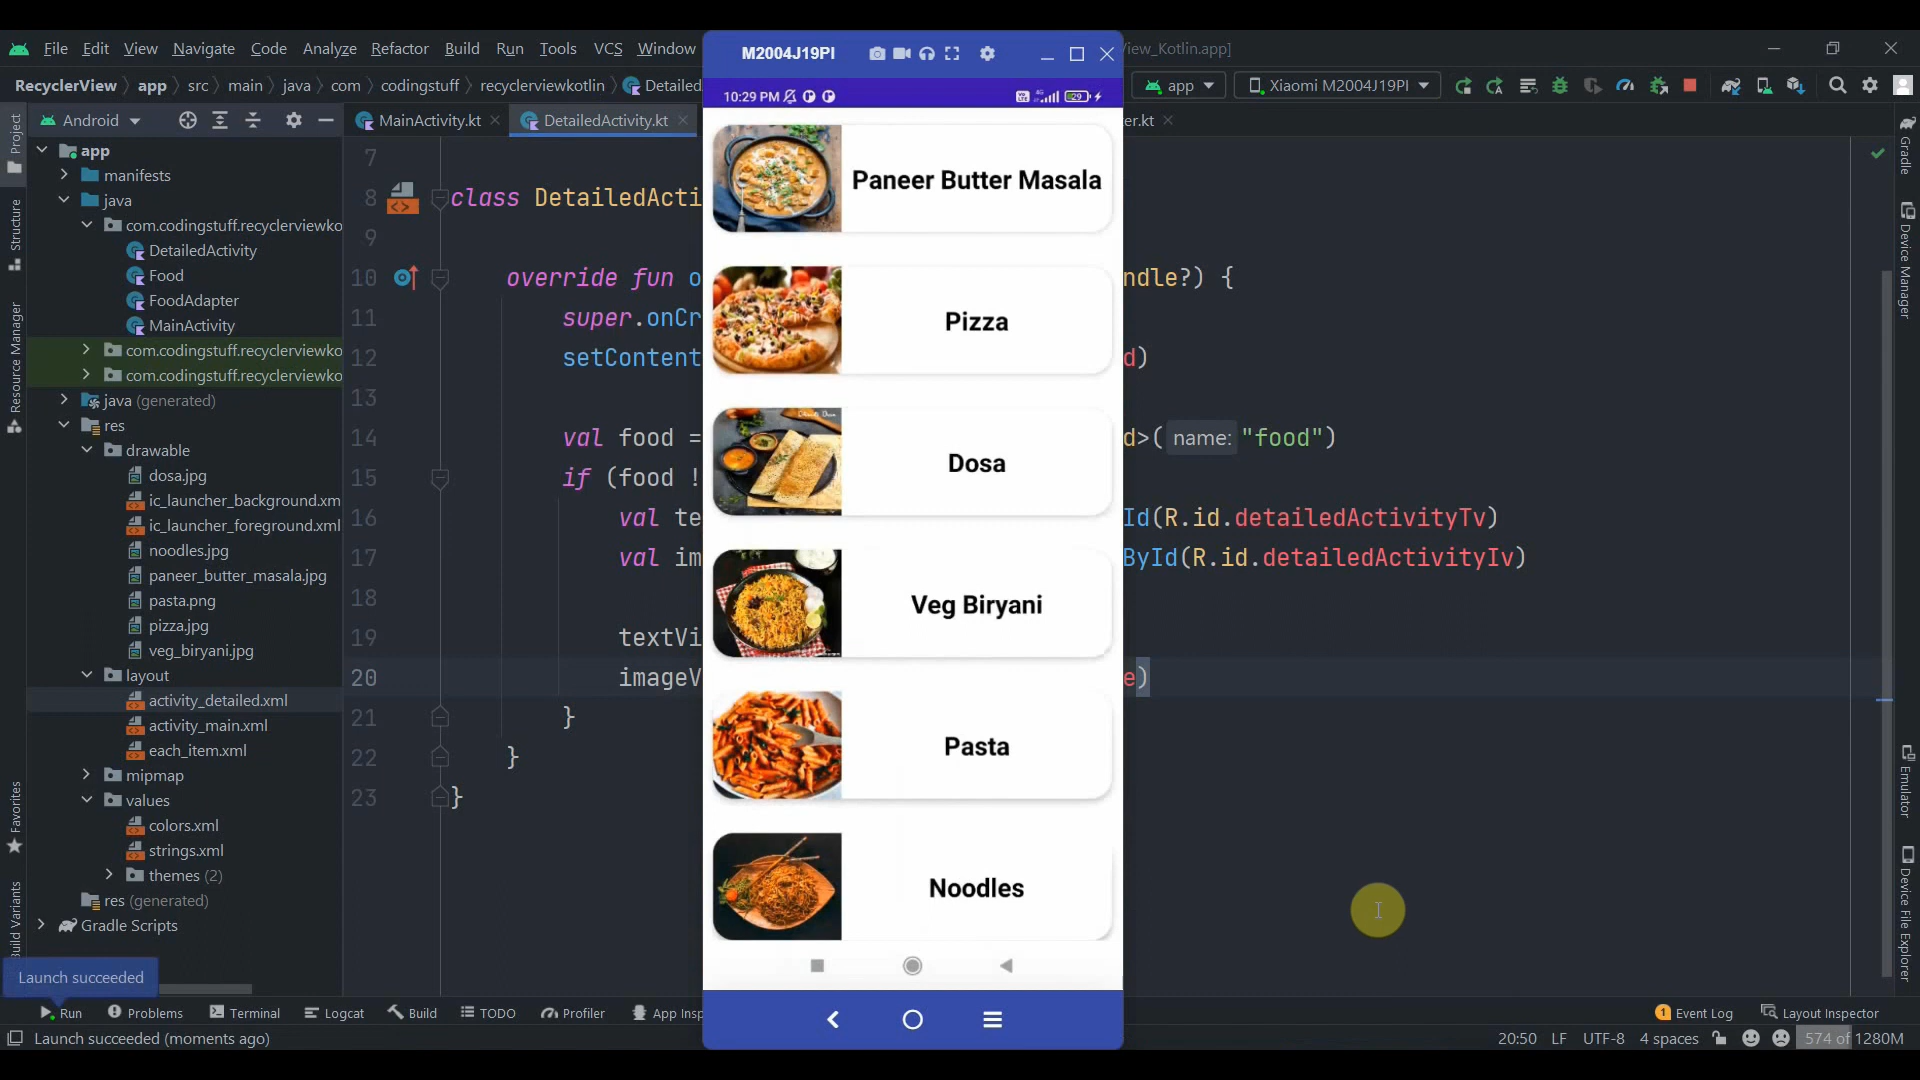 File Edit View Navigate Code Analyze Refactor Build Run Tools VCS Window
M2004J19PI
iew_Kotlin.app]
RecyclerView app src main java com codingstuff recyclerviewkotlin Detailed
app Xiaomi M2004J19PI
10:29 PM 29
Android
MainActivity.kt DetailedActivity.kt er.kt
Project
Structure
Resource Manager
Favorites
Build Variants
app
manifests
java
com.codingstuff.recyclerviewko
DetailedActivity
Food
FoodAdapter
MainActivity
com.codingstuff.recyclerviewko
com.codingstuff.recyclerviewko
java (generated)
res
drawable
dosa.jpg
ic_launcher_background.xm
ic_launcher_foreground.xml
noodles.jpg
paneer_butter_masala.jpg
pasta.png
pizza.jpg
veg_biryani.jpg
layout
activity_detailed.xml
activity_main.xml
each_item.xml
mipmap
values
colors.xml
strings.xml
themes (2)
res (generated)
Gradle Scripts
Launch succeeded
7
8 class DetailedActi
9
10 override fun o ndle?) {
11 super.onCr
12 setContent d)
13
14 val food = d>( name: "food")
15 if (food !
16 val te Id(R.id.detailedActivityTv)
17 val im ById(R.id.detailedActivityIv)
18
19 textVi
20 imageV e)
21 }
22 }
23 }
Paneer Butter Masala
Pizza
Dosa
Veg Biryani
Pasta
Noodles
Gradle
Device Manager
Emulator
Device File Explorer
Run Problems Terminal Logcat Build TODO Profiler App Insp
1 Event Log Layout Inspector
Launch succeeded (moments ago)
20:50 LF UTF-8 4 spaces 574 of 1280M